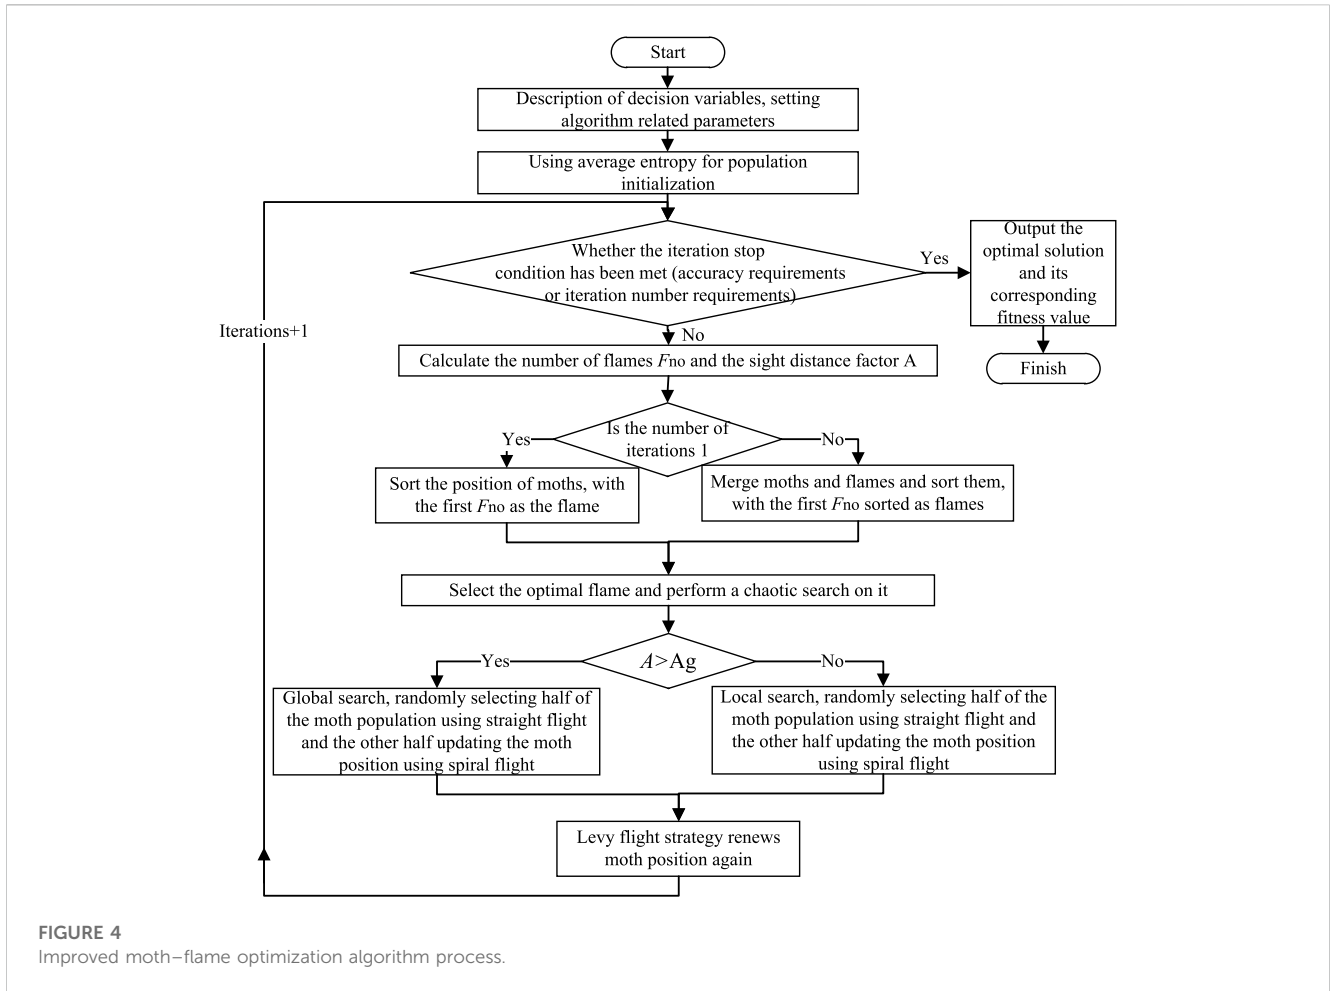 Start
Description of decision variables, setting
algorithm related parameters
Using average entropy for population
initialization
Whether the iteration stop
condition has been met (accuracy requirements
or iteration number requirements)
Yes
Output the
optimal solution
and its
corresponding
fitness value
Finish
Iterations+1
No
Calculate the number of flames Fno and the sight distance factor A
Is the number of
iterations 1
Yes
No
Sort the position of moths, with
the first Fno as the flame
Merge moths and flames and sort them,
with the first Fno sorted as flames
Select the optimal flame and perform a chaotic search on it
A>Ag
Yes
No
Global search, randomly selecting half of
the moth population using straight flight
and the other half updating the moth
position using spiral flight
Local search, randomly selecting half of the
moth population using straight flight and
the other half updating the moth position
using spiral flight
Levy flight strategy renews
moth position again
FIGURE 4
Improved moth–flame optimization algorithm process.